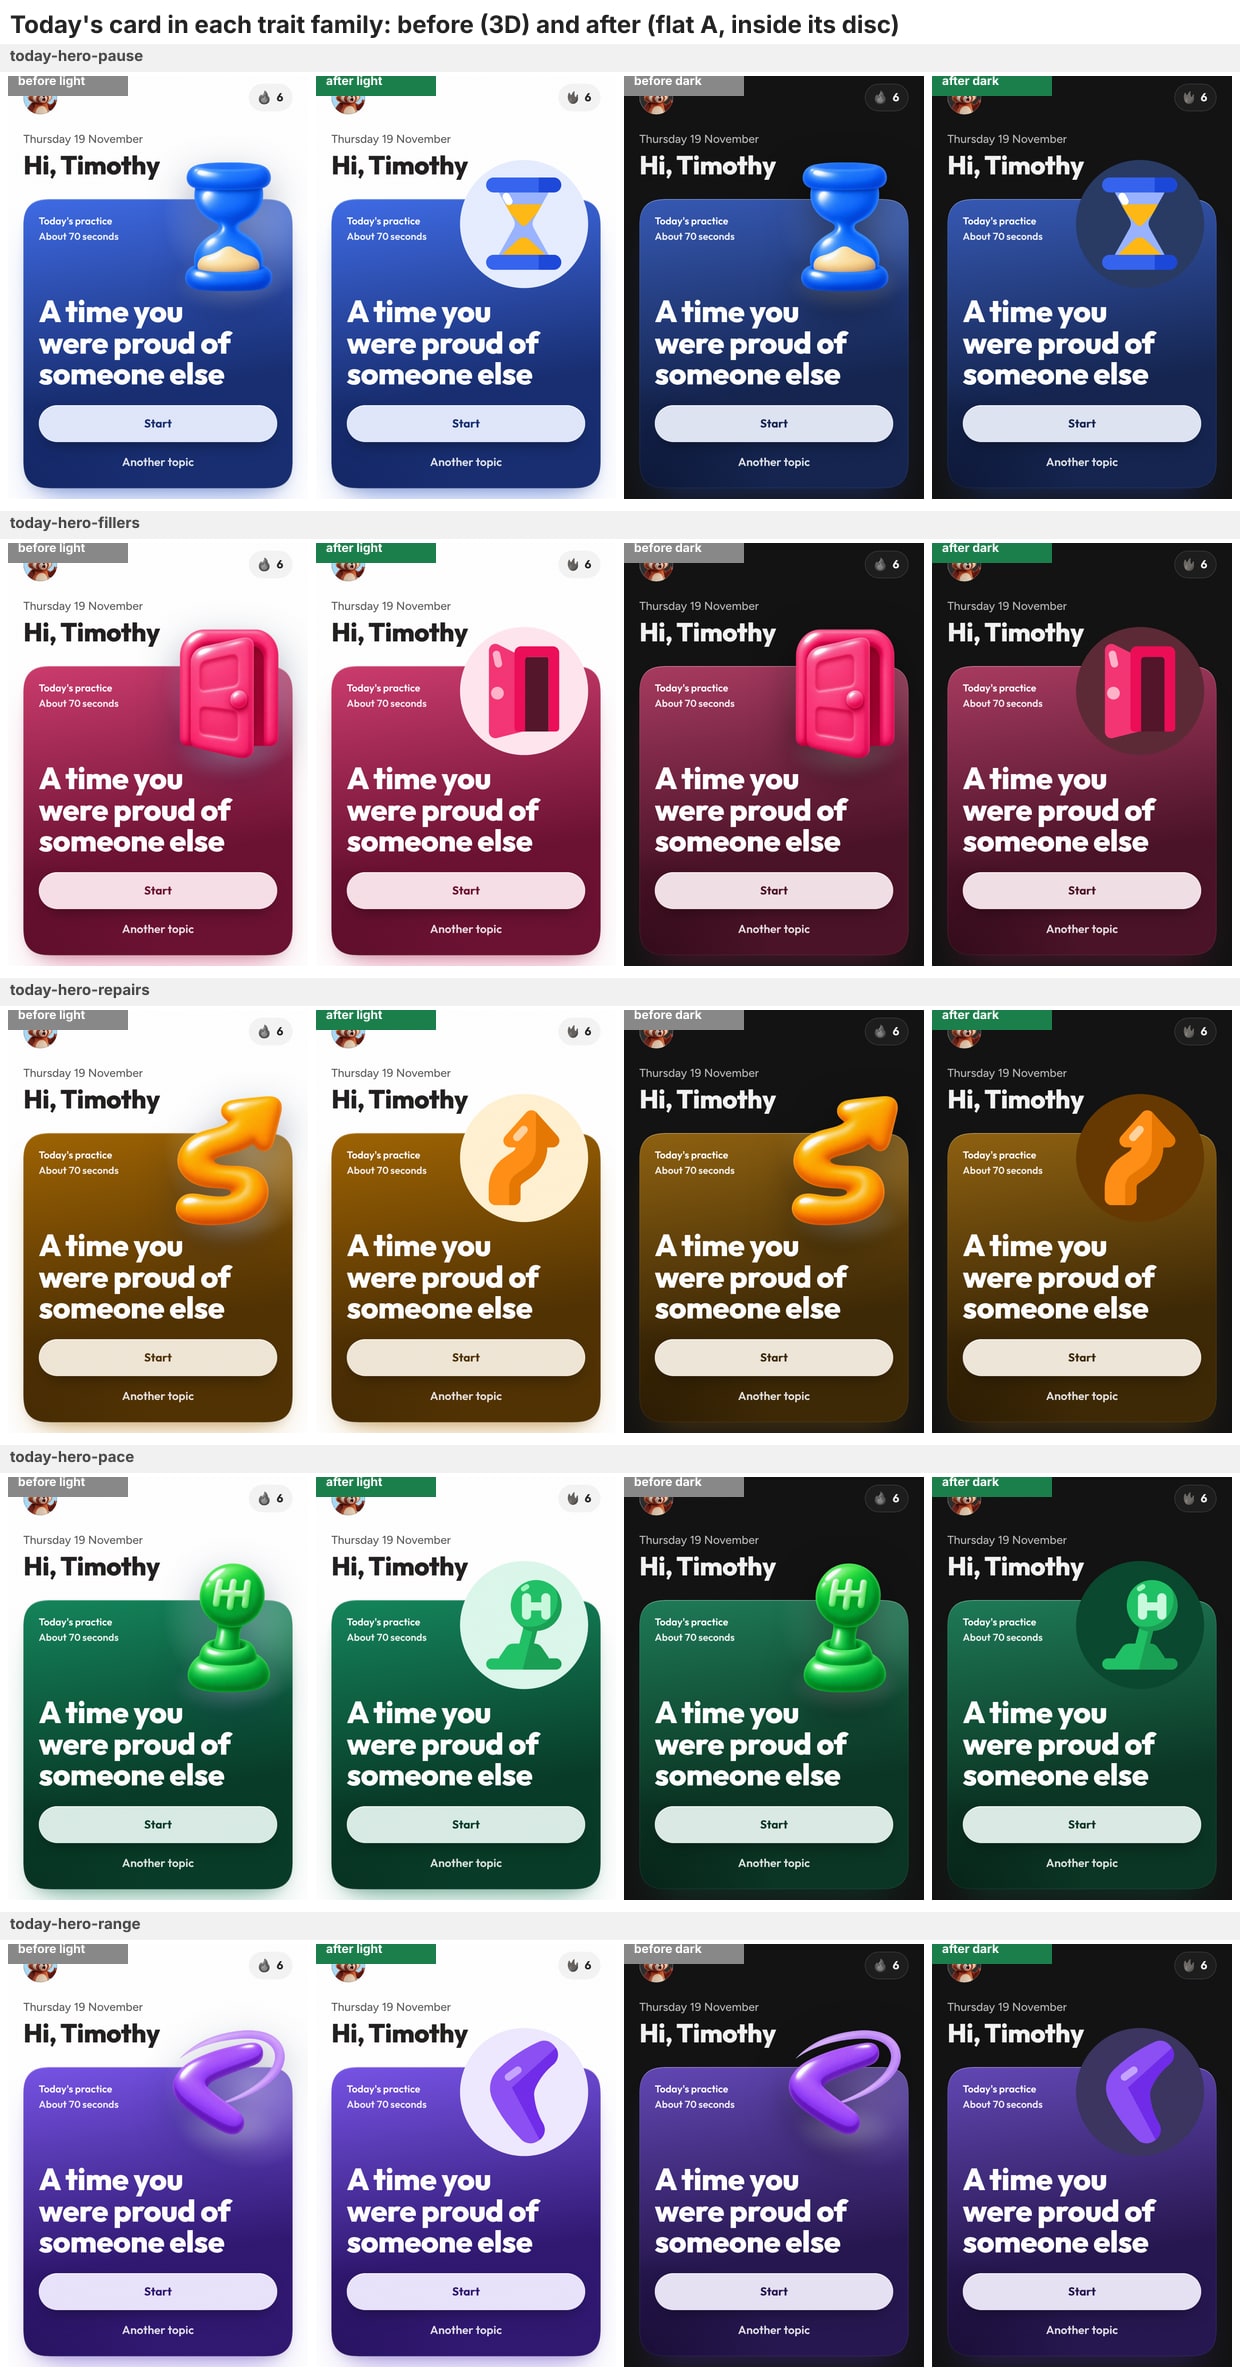 Today's card in each trait family: before (3D) and after (flat A, inside its disc)
today-hero-pause
before light
6
Thursday 19 November
Hi, Timothy
Today's practice
About 70 seconds
A time you
were proud of
someone else
Start
Another topic
after light
6
Thursday 19 November
Hi, Timothy
Today's practice
About 70 seconds
A time you
were proud of
someone else
Start
Another topic
before dark
6
Thursday 19 November
Hi, Timothy
Today's practice
About 70 seconds
A time you
were proud of
someone else
Start
Another topic
after dark
6
Thursday 19 November
Hi, Timothy
Today's practice
About 70 seconds
A time you
were proud of
someone else
Start
Another topic
today-hero-fillers
before light
6
Thursday 19 November
Hi, Timothy
Today's practice
About 70 seconds
A time you
were proud of
someone else
Start
Another topic
after light
6
Thursday 19 November
Hi, Timothy
Today's practice
About 70 seconds
A time you
were proud of
someone else
Start
Another topic
before dark
6
Thursday 19 November
Hi, Timothy
Today's practice
About 70 seconds
A time you
were proud of
someone else
Start
Another topic
after dark
6
Thursday 19 November
Hi, Timothy
Today's practice
About 70 seconds
A time you
were proud of
someone else
Start
Another topic
today-hero-repairs
before light
6
Thursday 19 November
Hi, Timothy
Today's practice
About 70 seconds
A time you
were proud of
someone else
Start
Another topic
after light
6
Thursday 19 November
Hi, Timothy
Today's practice
About 70 seconds
A time you
were proud of
someone else
Start
Another topic
before dark
6
Thursday 19 November
Hi, Timothy
Today's practice
About 70 seconds
A time you
were proud of
someone else
Start
Another topic
after dark
6
Thursday 19 November
Hi, Timothy
Today's practice
About 70 seconds
A time you
were proud of
someone else
Start
Another topic
today-hero-pace
before light
6
Thursday 19 November
Hi, Timothy
Today's practice
About 70 seconds
A time you
were proud of
someone else
Start
Another topic
after light
6
Thursday 19 November
Hi, Timothy
H
Today's practice
About 70 seconds
A time you
were proud of
someone else
Start
Another topic
before dark
6
Thursday 19 November
Hi, Timothy
Today's practice
About 70 seconds
A time you
were proud of
someone else
Start
Another topic
after dark
6
Thursday 19 November
Hi, Timothy
H
Today's practice
About 70 seconds
A time you
were proud of
someone else
Start
Another topic
today-hero-range
before light
6
Thursday 19 November
Hi, Timothy
Today's practice
About 70 seconds
A time you
were proud of
someone else
Start
Another topic
after light
6
Thursday 19 November
Hi, Timothy
Today's practice
About 70 seconds
A time you
were proud of
someone else
Start
Another topic
before dark
6
Thursday 19 November
Hi, Timothy
Today's practice
About 70 seconds
A time you
were proud of
someone else
Start
Another topic
after dark
6
Thursday 19 November
Hi, Timothy
Today's practice
About 70 seconds
A time you
were proud of
someone else
Start
Another topic